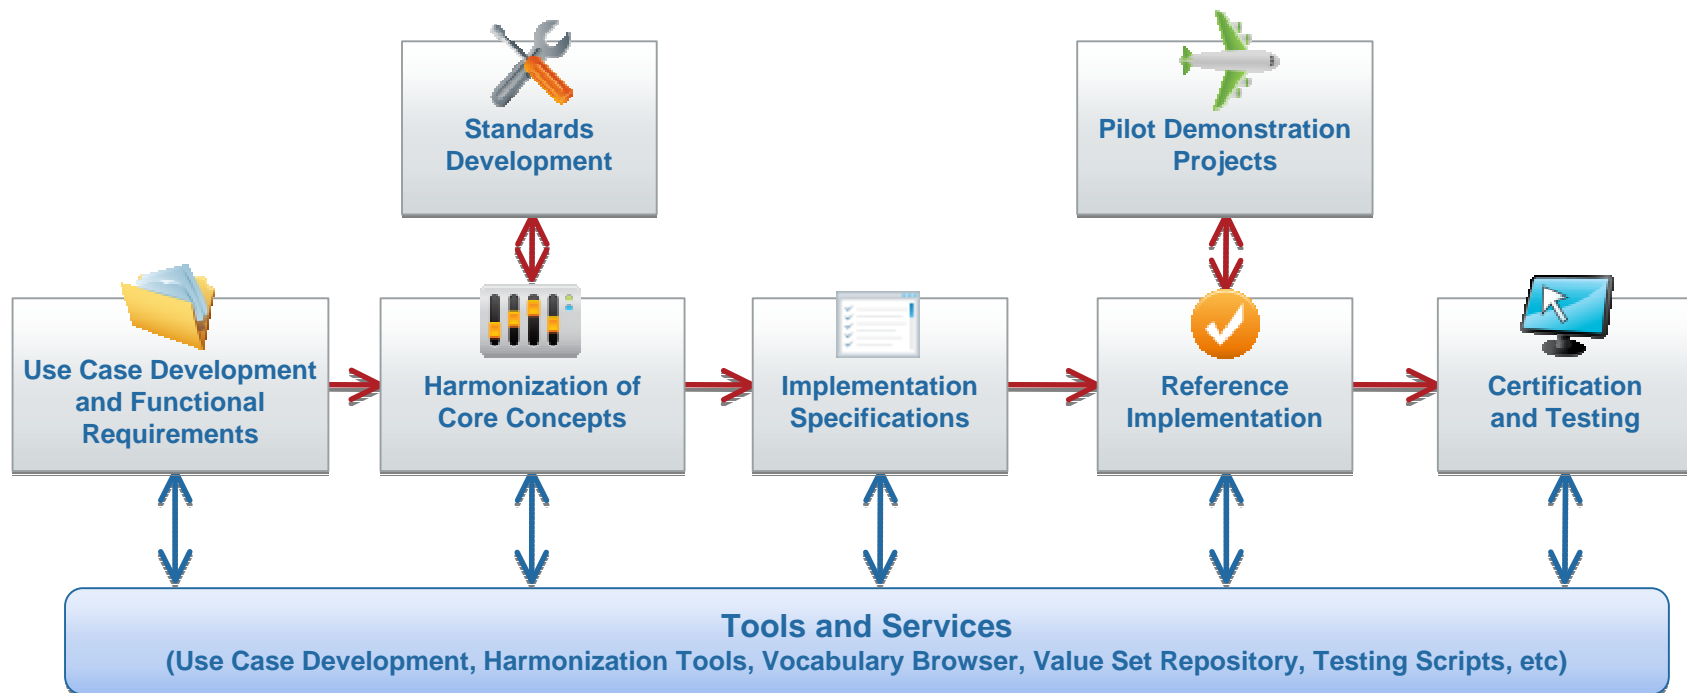 Standards
Development
Pilot Demonstration
Projects
Use Case Development
and Functional
Requirements
Harmonization of
Core Concepts
Implementation
Specifications
Reference
Implementation
Certification
and Testing
Tools and Services
(Use Case Development, Harmonization Tools, Vocabulary Browser, Value Set Repository, Testing Scripts, etc)